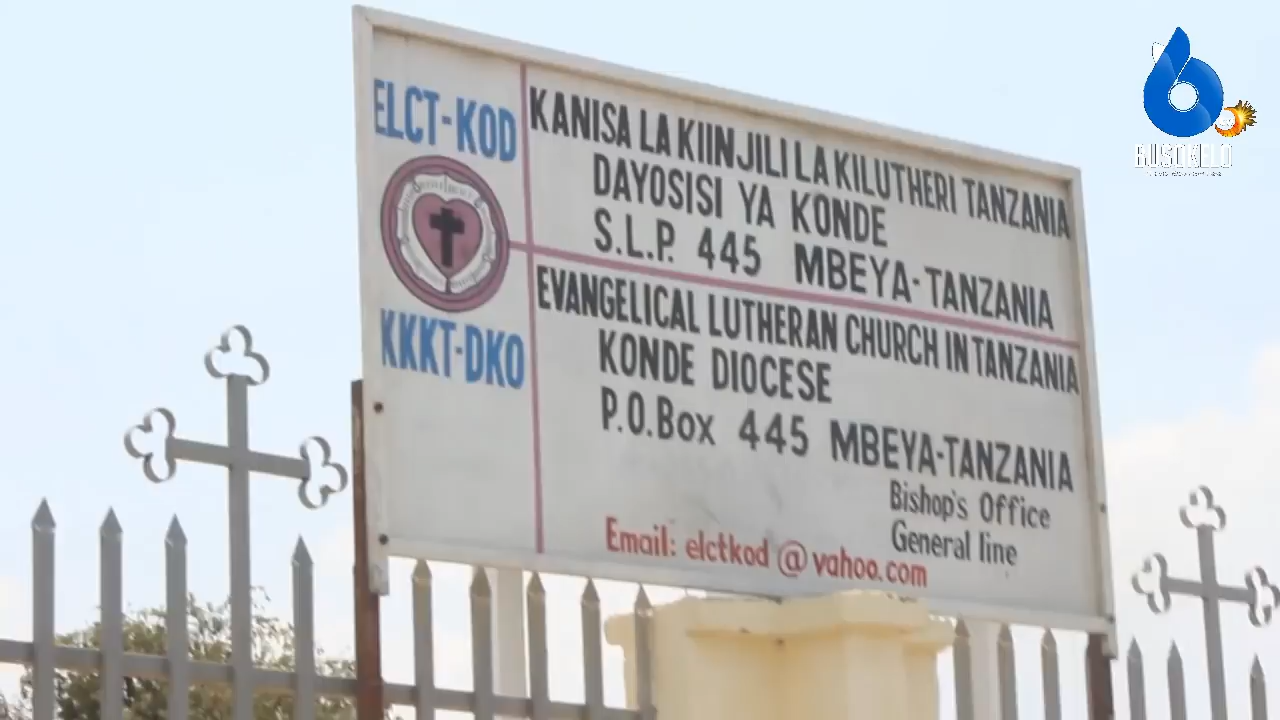 ELCT-KOD
KKKT-DKO
KANISA LA KIINJILI LA KILUTHERI TANZANIA
DAYOSISI YA KONDE
S.L.P. 445 MBEYA-TANZANIA
EVANGELICAL LUTHERAN CHURCH IN TANZANIA
KONDE DIOCESE
P.O.Box 445 MBEYA-TANZANIA
Bishop's Office
General line
Email: elctkod @ yahoo.com
BUSOKELO